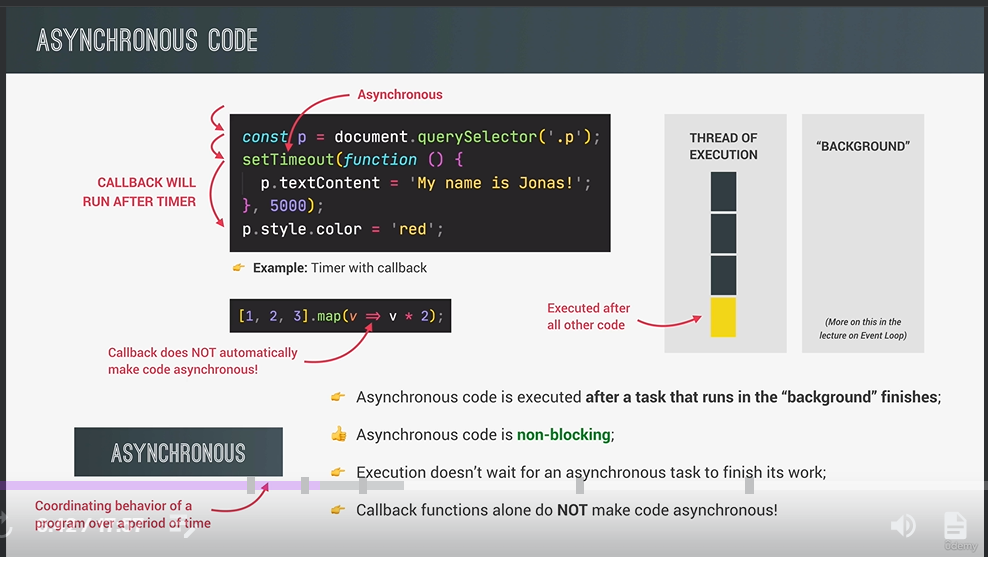 ASYNCHRONOUS CODE
Asynchronous
const p = document.querySelector('.p');
setTimeout(function () {
p.textContent = 'My name is Jonas!';
}, 5000);
p.style.color = 'red';
CALLBACK WILL
RUN AFTER TIMER
👉 Example: Timer with callback
[1, 2, 3].map(v => v * 2);
Callback does NOT automatically
make code asynchronous!
THREAD OF
EXECUTION
"BACKGROUND"
Executed after
all other code
(More on this in the
lecture on Event Loop)
👉 Asynchronous code is executed after a task that runs in the "background" finishes;
👍 Asynchronous code is non-blocking;
👉 Execution doesn't wait for an asynchronous task to finish its work;
👉 Callback functions alone do NOT make code asynchronous!
ASYNCHRONOUS
Coordinating behavior of a
program over a period of time
Udemy